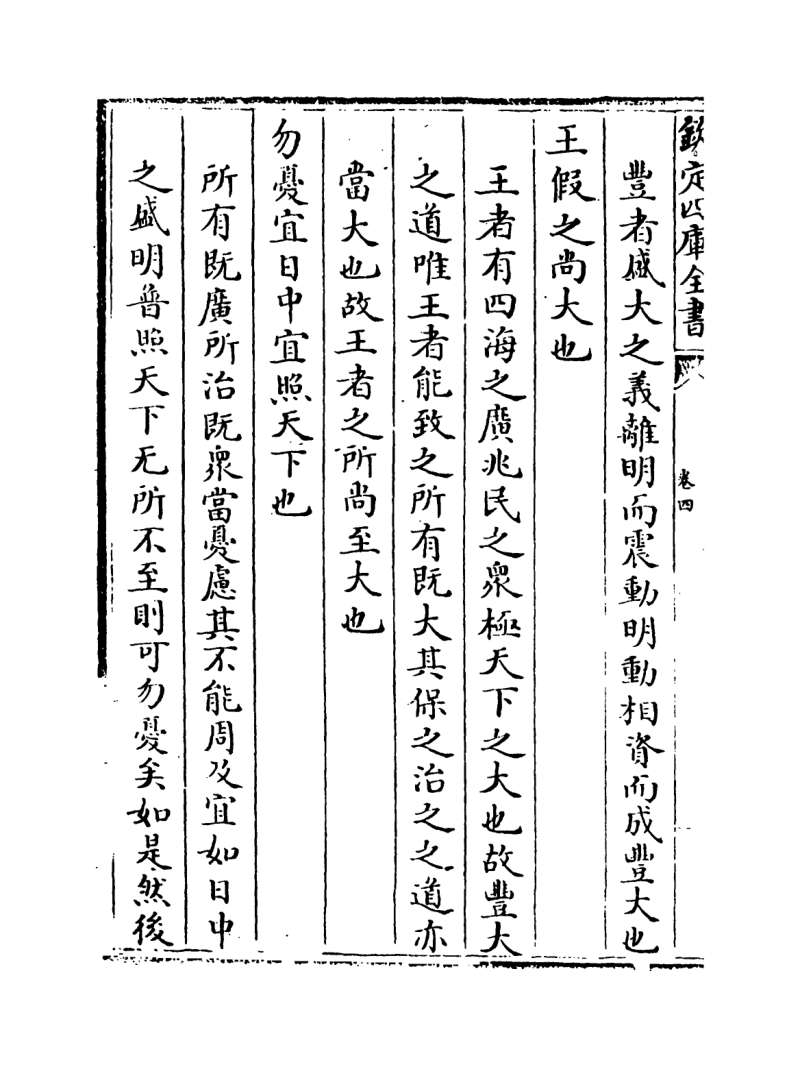 欽定四庫全書
卷四
豐者盛大之義離明而震動明動相資而成豐大也
王假之尚大也
王者有四海之廣兆民之衆極天下之大也故豐大
之道唯王者能致之所有既大其保之治之之道亦
當大也故王者之所尚至大也
勿憂宜日中宜照天下也
所有既廣所治既衆當憂慮其不能周及宜如日中
之盛明普照天下无所不至則可勿憂矣如是然後